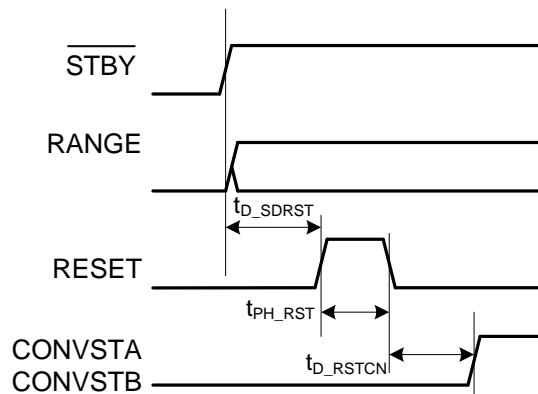 STBY
RANGE
tD_SDRST
RESET
tPH_RST
CONVSTA
CONVSTB
tD_RSTCN